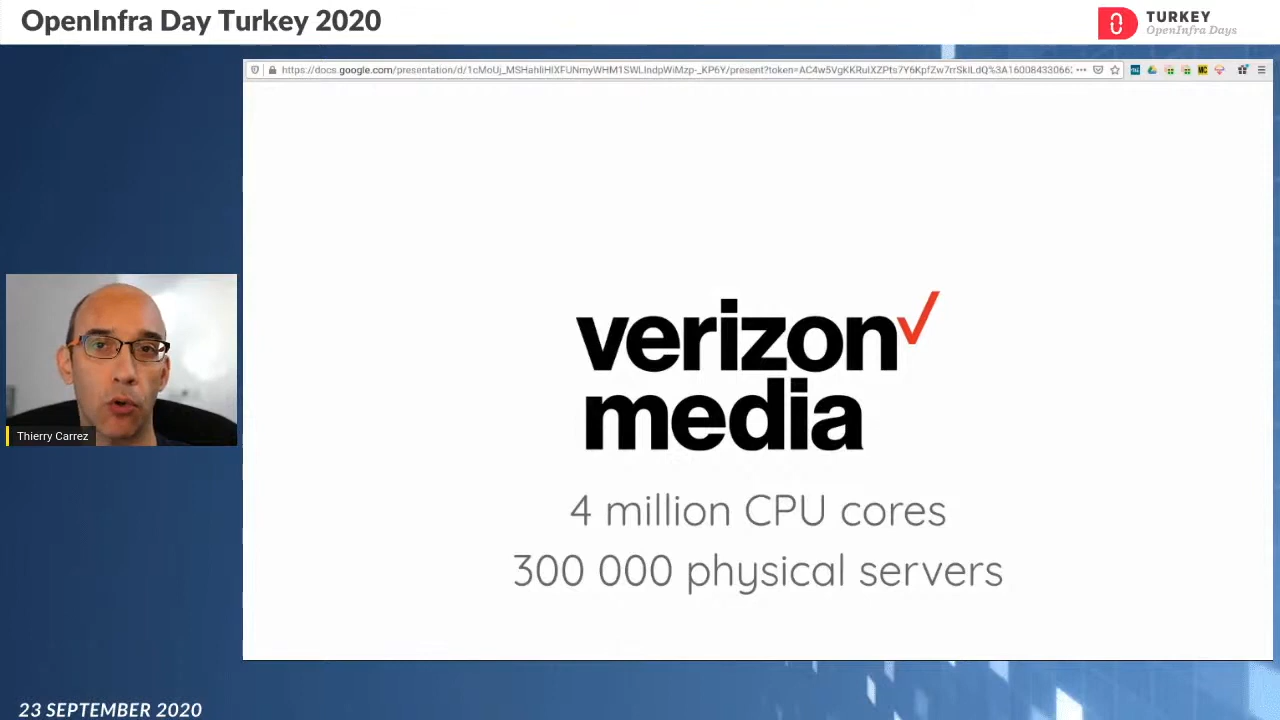 OpenInfra Day Turkey 2020
TURKEY
OpenInfra Days
verizon
media
4 million CPU cores
300 000 physical servers
Thierry Carrez
23 SEPTEMBER 2020